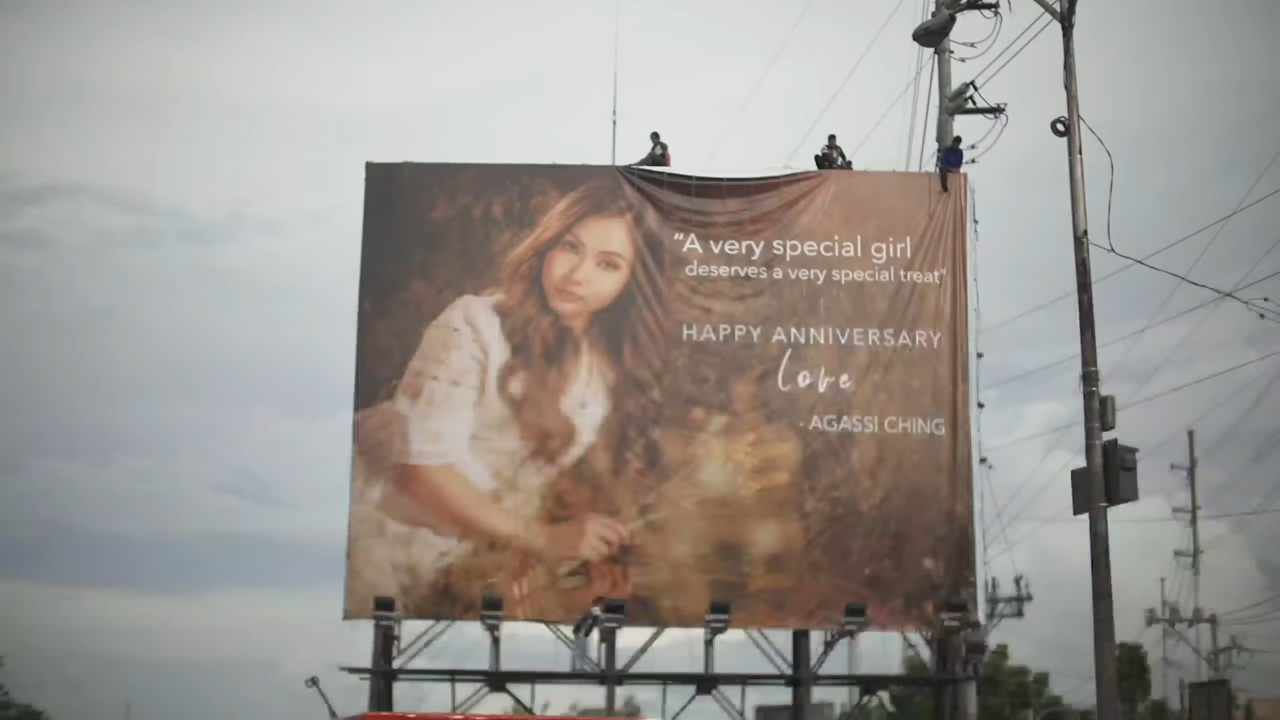 “A very special girl
deserves a very special treat”
HAPPY ANNIVERSARY
Love
- AGASSI CHING